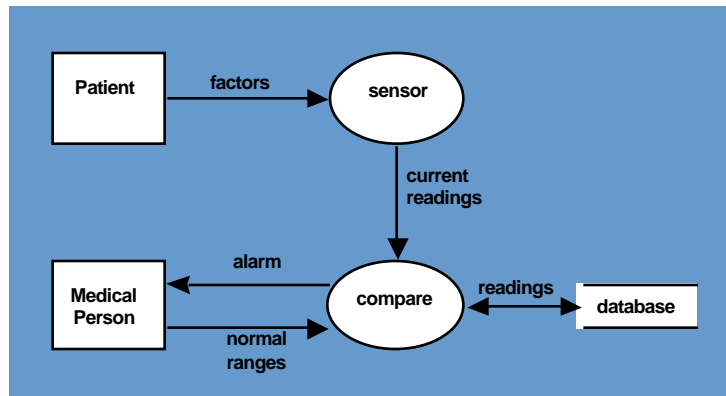 Patient
factors
sensor
current
readings
alarm
Medical
Person
compare
readings
database
normal
ranges